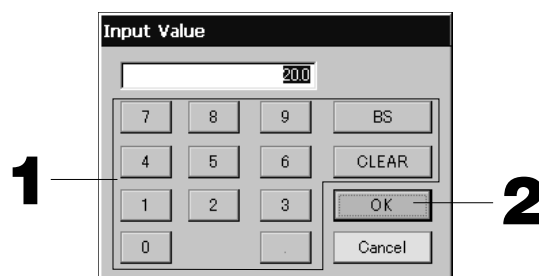 Input Value
20.0
7 8 9 BS
4 5 6 CLEAR
1
1 2 3 OK
2
0 . Cancel